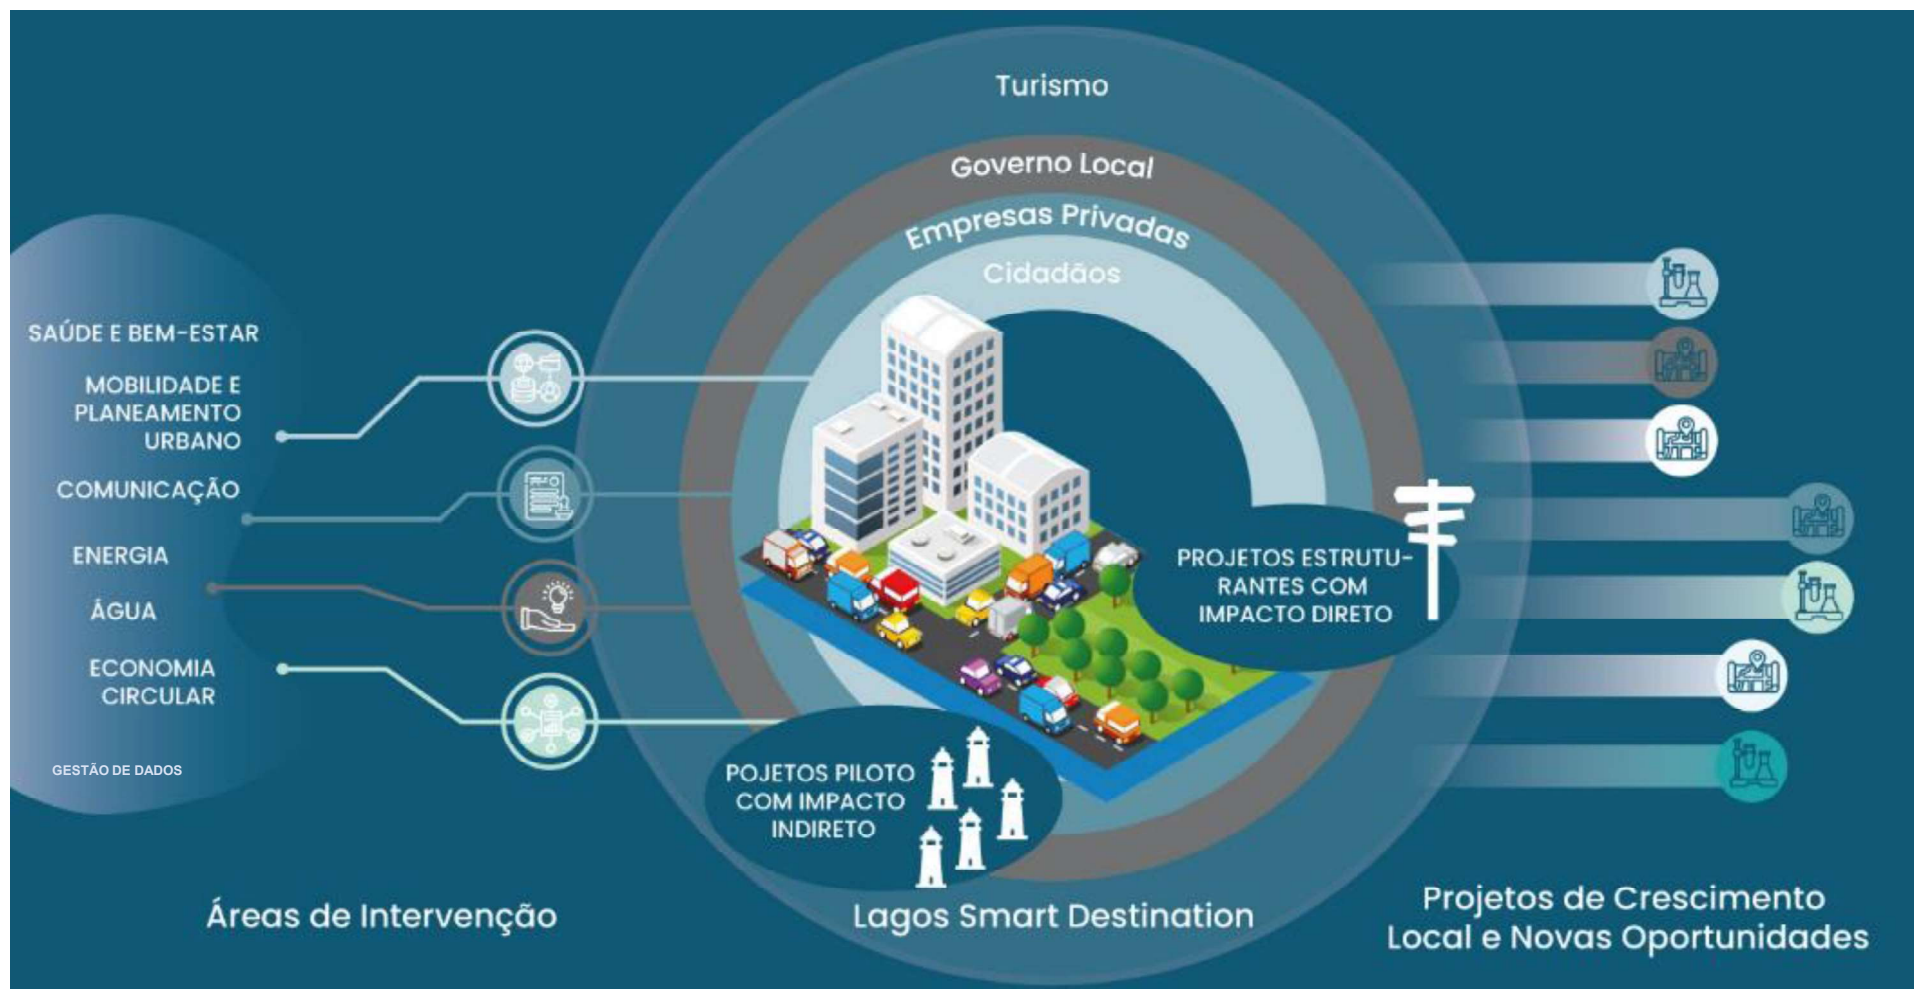 Turismo
Governo Local
Empresas Privadas
Cidadãos
SAÚDE E BEM-ESTAR
MOBILIDADE E
PLANEAMENTO
URBANO
COMUNICAÇÃO
ENERGIA
ÁGUA
ECONOMIA
CIRCULAR
GESTÃO DE DADOS
PROJETOS ESTRUTU-
RANTES COM
IMPACTO DIRETO
POJETOS PILOTO
COM IMPACTO
INDIRETO
Áreas de Intervenção
Lagos Smart Destination
Projetos de Crescimento
Local e Novas Oportunidades